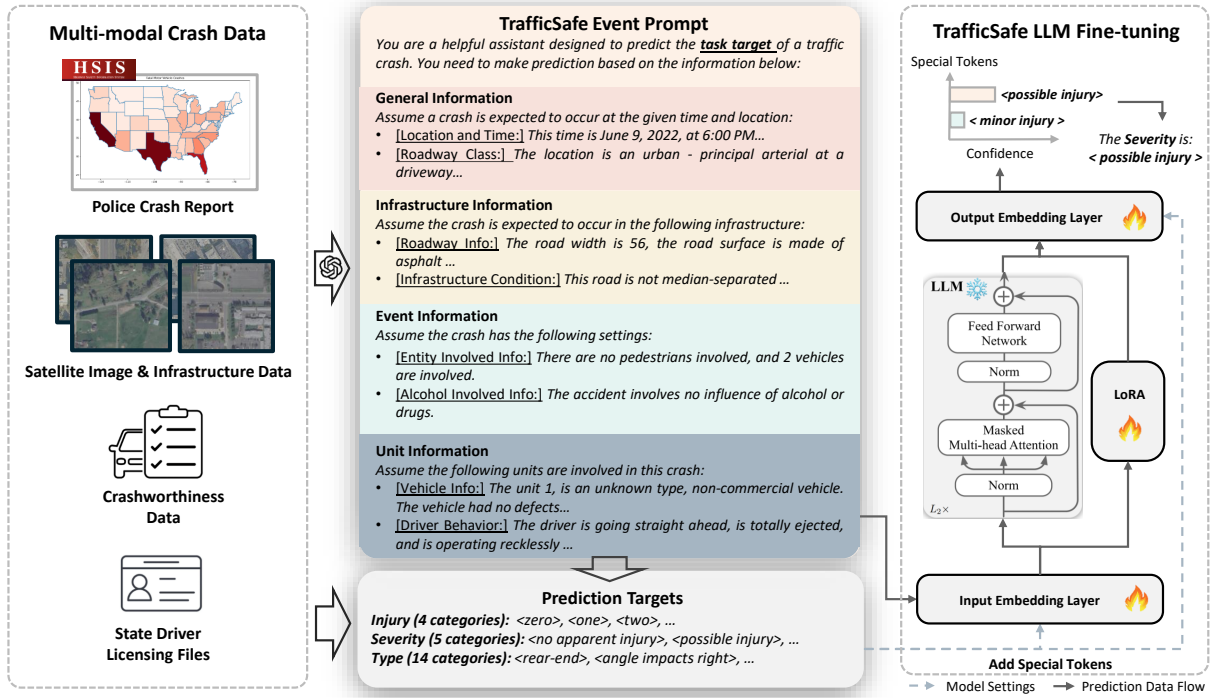 Multi-modal Crash Data
HSIS
Police Crash Report
Satellite Image & Infrastructure Data
Crashworthiness
Data
State Driver
Licensing Files
TrafficSafe Event Prompt
You are a helpful assistant designed to predict the task target of a traffic
crash. You need to make prediction based on the information below:
General Information
Assume a crash is expected to occur at the given time and location:
• [Location and Time:] This time is June 9, 2022, at 6:00 PM…
• [Roadway Class:] The location is an urban - principal arterial at a
driveway…
Infrastructure Information
Assume the crash is expected to occur in the following infrastructure:
• [Roadway Info:] The road width is 56, the road surface is made of
asphalt …
• [Infrastructure Condition:] This road is not median-separated …
Event Information
Assume the crash has the following settings:
• [Entity Involved Info:] There are no pedestrians involved, and 2 vehicles
are involved.
• [Alcohol Involved Info:] The accident involves no influence of alcohol or
drugs.
Unit Information
Assume the following units are involved in this crash:
• [Vehicle Info:] The unit 1, is an unknown type, non-commercial vehicle.
The vehicle had no defects…
• [Driver Behavior:] The driver is going straight ahead, is totally ejected,
and is operating recklessly …
Prediction Targets
Injury (4 categories): <zero>, <one>, <two>, …
Severity (5 categories): <no apparent injury>, <possible injury>, …
Type (14 categories): <rear-end>, <angle impacts right>, …
TrafficSafe LLM Fine-tuning
Special Tokens
<possible injury>
< minor injury >
Confidence
The Severity is:
< possible injury >
Output Embedding Layer
LLM
Feed Forward
Network
Norm
Masked
Multi-head Attention
Norm
L₂×
LoRA
Input Embedding Layer
Add Special Tokens
Model Settings
Prediction Data Flow